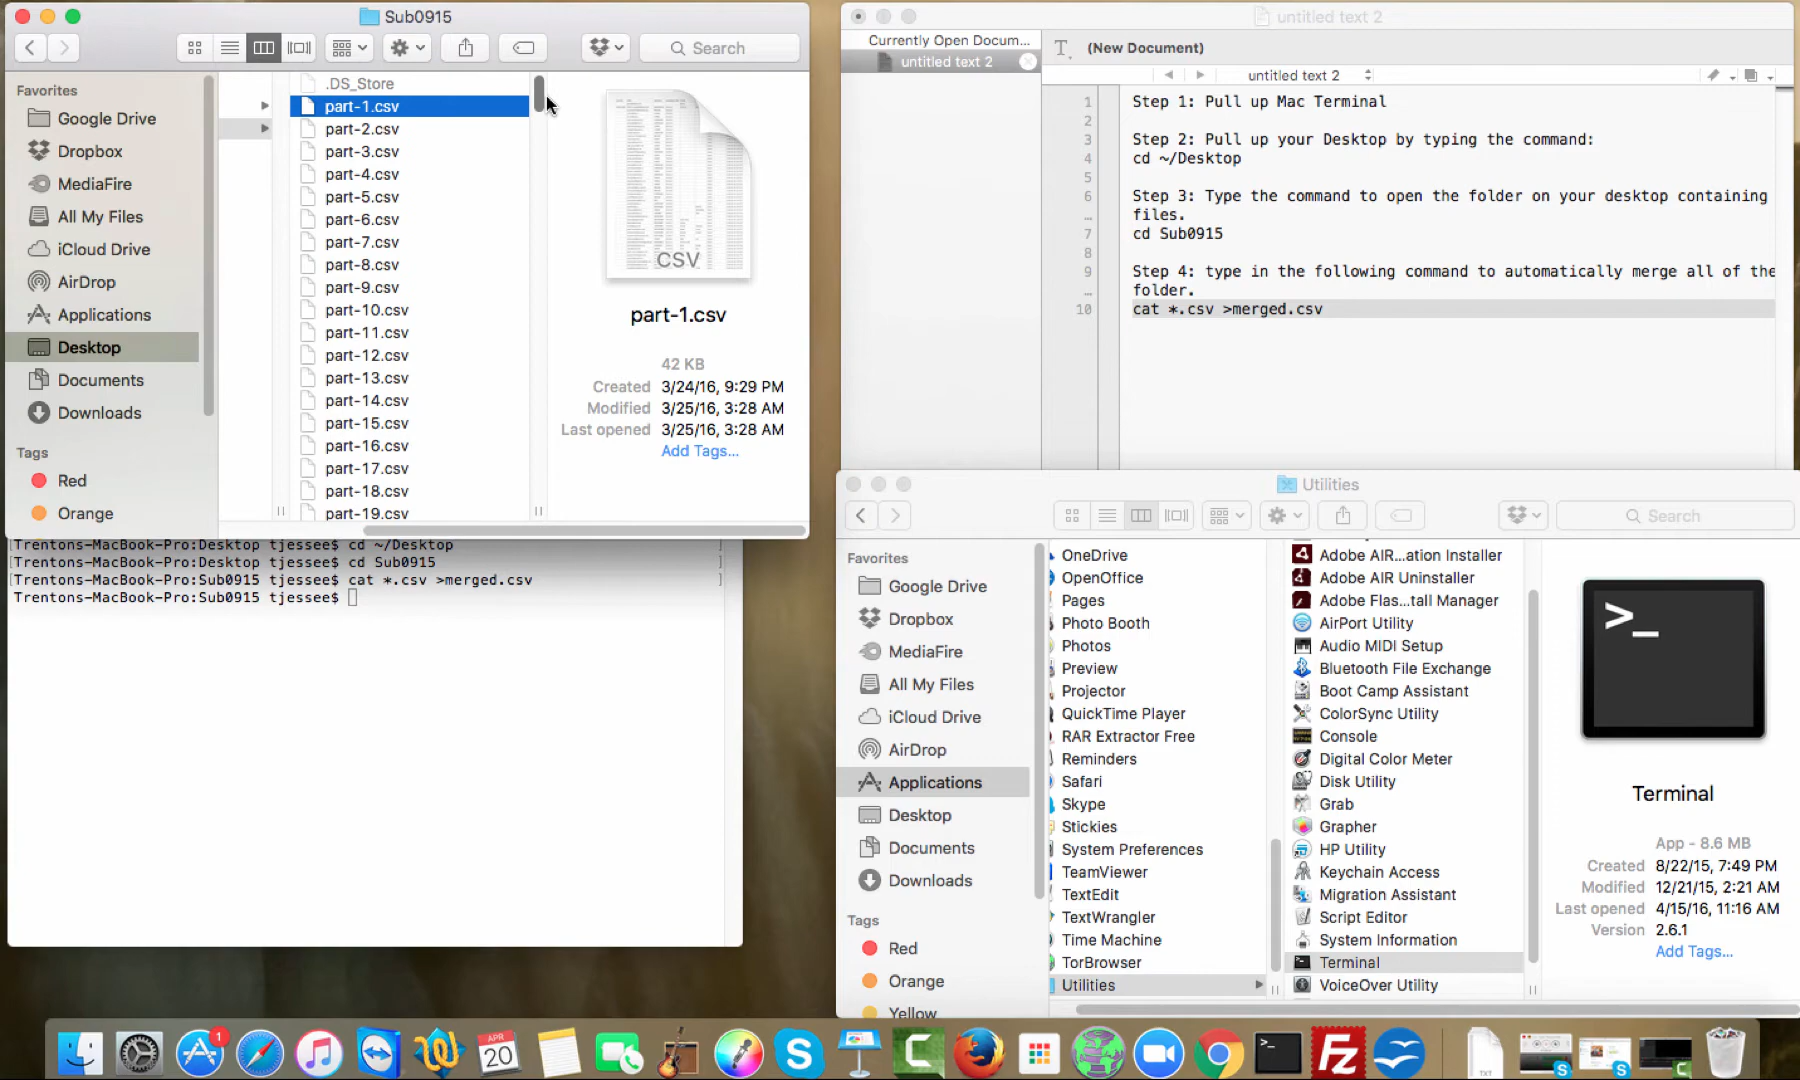 Sub0915
Search
Favorites
Google Drive
Dropbox
MediaFire
All My Files
iCloud Drive
AirDrop
Applications
Desktop
Documents
Downloads
Tags
Red
Orange
.DS_Store
part-1.csv
part-2.csv
part-3.csv
part-4.csv
part-5.csv
part-6.csv
part-7.csv
part-8.csv
part-9.csv
part-10.csv
part-11.csv
part-12.csv
part-13.csv
part-14.csv
part-15.csv
part-16.csv
part-17.csv
part-18.csv
part-19.csv
CSV
part-1.csv
42 KB
Created 3/24/16, 9:29 PM
Modified 3/25/16, 3:28 AM
Last opened 3/25/16, 3:28 AM
Add Tags...
[Trentons-MacBook-Pro:Desktop tjessee$ cd ~/Desktop ]
[Trentons-MacBook-Pro:Desktop tjessee$ cd Sub0915 ]
[Trentons-MacBook-Pro:Sub0915 tjessee$ cat *.csv >merged.csv ]
Trentons-MacBook-Pro:Sub0915 tjessee$
untitled text 2
Currently Open Docum...
untitled text 2
(New Document)
untitled text 2
1 Step 1: Pull up Mac Terminal
2
3 Step 2: Pull up your Desktop by typing the command:
4 cd ~/Desktop
5
6 Step 3: Type the command to open the folder on your desktop containing
… files.
7 cd Sub0915
8
9 Step 4: type in the following command to automatically merge all of the
… folder.
10 cat *.csv >merged.csv
Utilities
Search
Favorites
Google Drive
Dropbox
MediaFire
All My Files
iCloud Drive
AirDrop
Applications
Desktop
Documents
Downloads
Tags
Red
Orange
Yellow
OneDrive
OpenOffice
Pages
Photo Booth
Photos
Preview
Projector
QuickTime Player
RAR Extractor Free
Reminders
Safari
Skype
Stickies
System Preferences
TeamViewer
TextEdit
TextWrangler
Time Machine
TorBrowser
Utilities
Adobe AIR...ation Installer
Adobe AIR Uninstaller
Adobe Flas...tall Manager
AirPort Utility
Audio MIDI Setup
Bluetooth File Exchange
Boot Camp Assistant
ColorSync Utility
Console
Digital Color Meter
Disk Utility
Grab
Grapher
HP Utility
Keychain Access
Migration Assistant
Script Editor
System Information
Terminal
VoiceOver Utility
>_
Terminal
App - 8.6 MB
Created 8/22/15, 7:49 PM
Modified 12/21/15, 2:21 AM
Last opened 4/15/16, 11:16 AM
Version 2.6.1
Add Tags...
1
APR
20
TXT